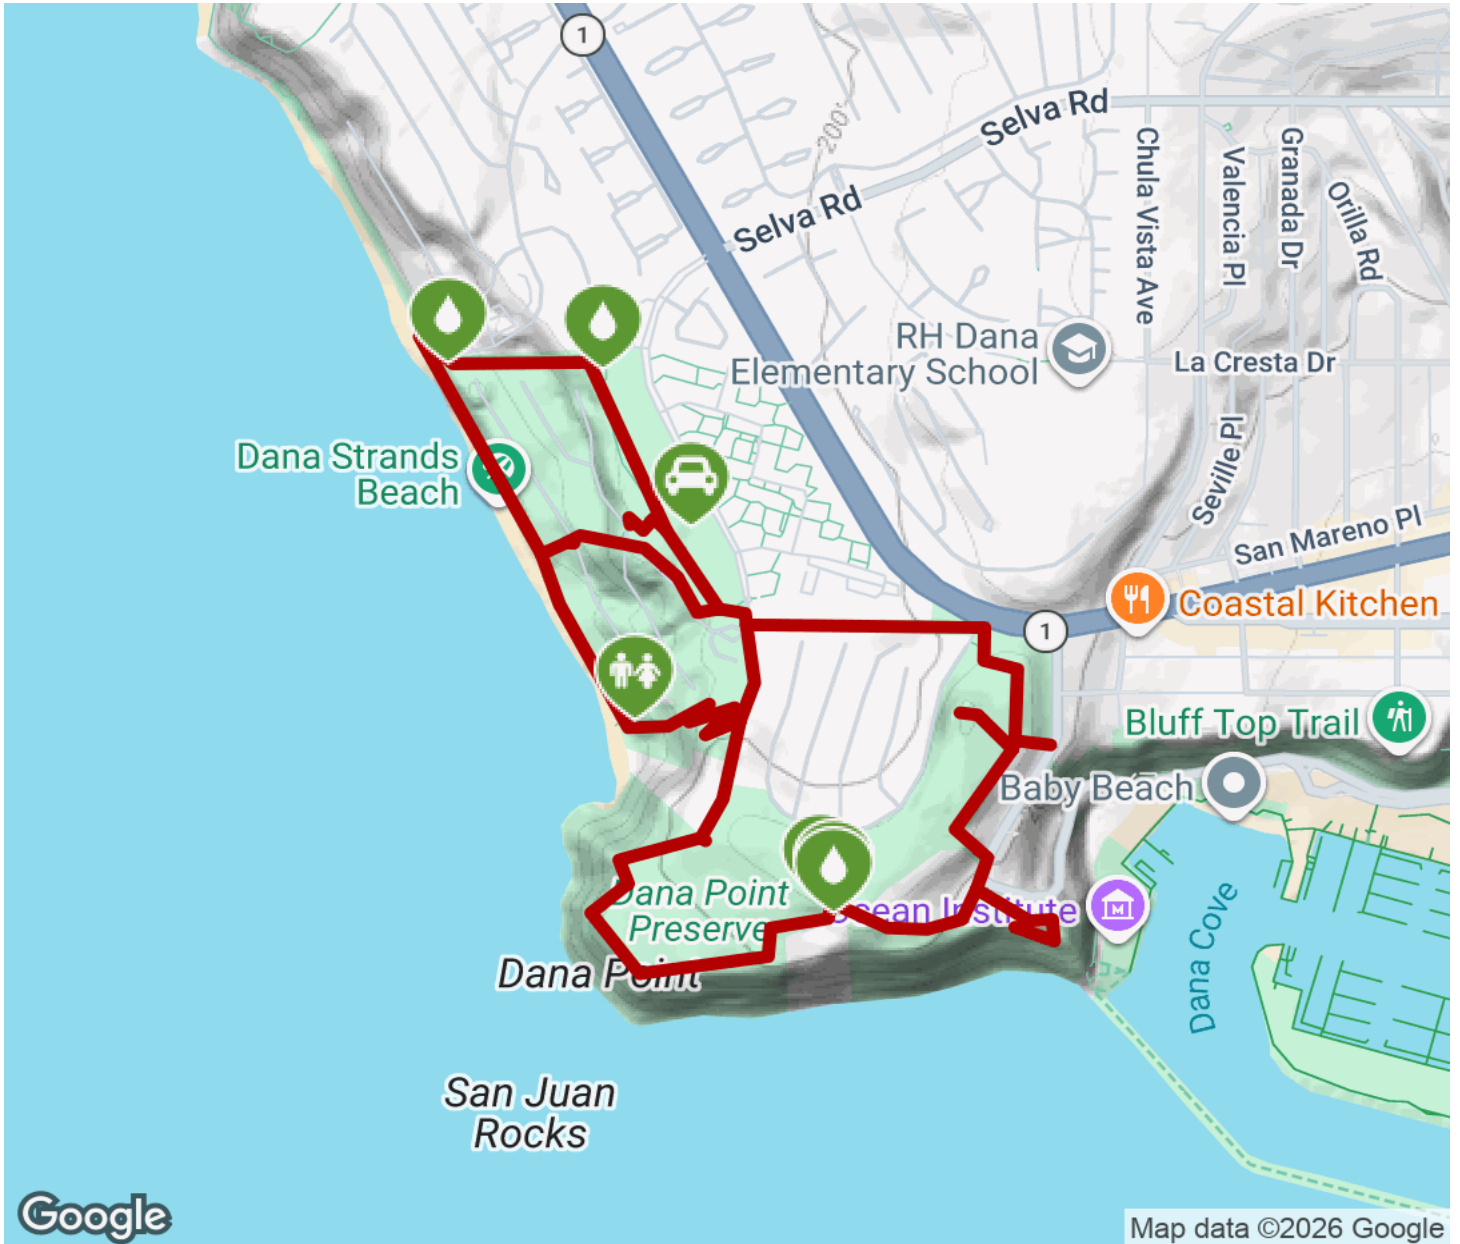 1
Selva Rd
200'
Selva Rd
Chula Vista Ave
Valencia Pl
Granada Dr
Orilla Rd
RH Dana
Elementary School
La Cresta Dr
Dana Strands
Beach
Seville Pl
San Mareno Pl
Coastal Kitchen
1
Bluff Top Trail
Baby Beach
Dana Point
Preserve
Ocean Institute
M
Dana Cove
Dana Point
San Juan
Rocks
Google
Map data ©2026 Google